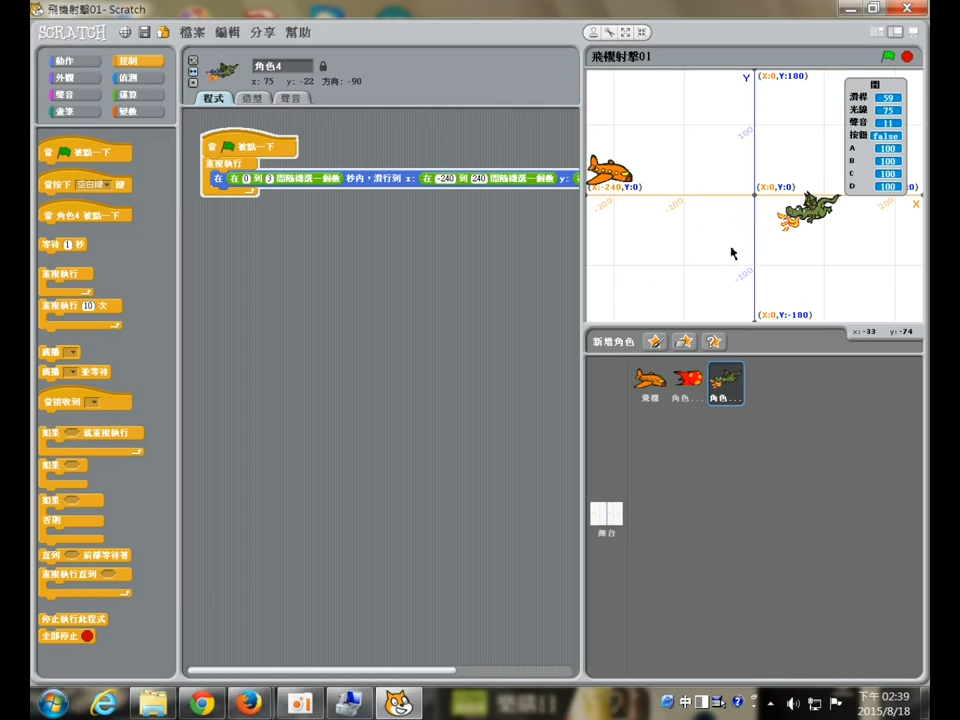 飛機射擊01- Scratch
SCRATCH 檔案 編輯 分享 幫助
動作 控制
外觀 偵測
聲音 運算
畫筆 變數
角色4
x: 75 y: -22 方向: -90
程式 造型 聲音
當 被點一下
當按下 空白鍵 鍵
當 角色4 被點一下
等待 1 秒
重複執行
重複執行 10 次
廣播
廣播 並等待
當接收到
如果 就重複執行
如果
如果
否則
直到 前都等待著
重複執行直到
停止執行此程式
全部停止
當 被點一下
重複執行
在 在 0 到 3 間隨機選一個數 秒內，滑行到 x: 在 -240 到 240 間隨機選一個數 y:
飛機射擊01
Y (X:0,Y:180)
100
(X:-240,Y:0) (X:0,Y:0) :0)
-200 -100 200 X
-100
(X:0,Y:-180)
滑桿 59
光線 75
聲音 11
按鈕 false
A 100
B 100
C 100
D 100
x: -33 y: -74
新增角色
飛機 角色... 角色...
舞台
中
下午 02:39
2015/8/18